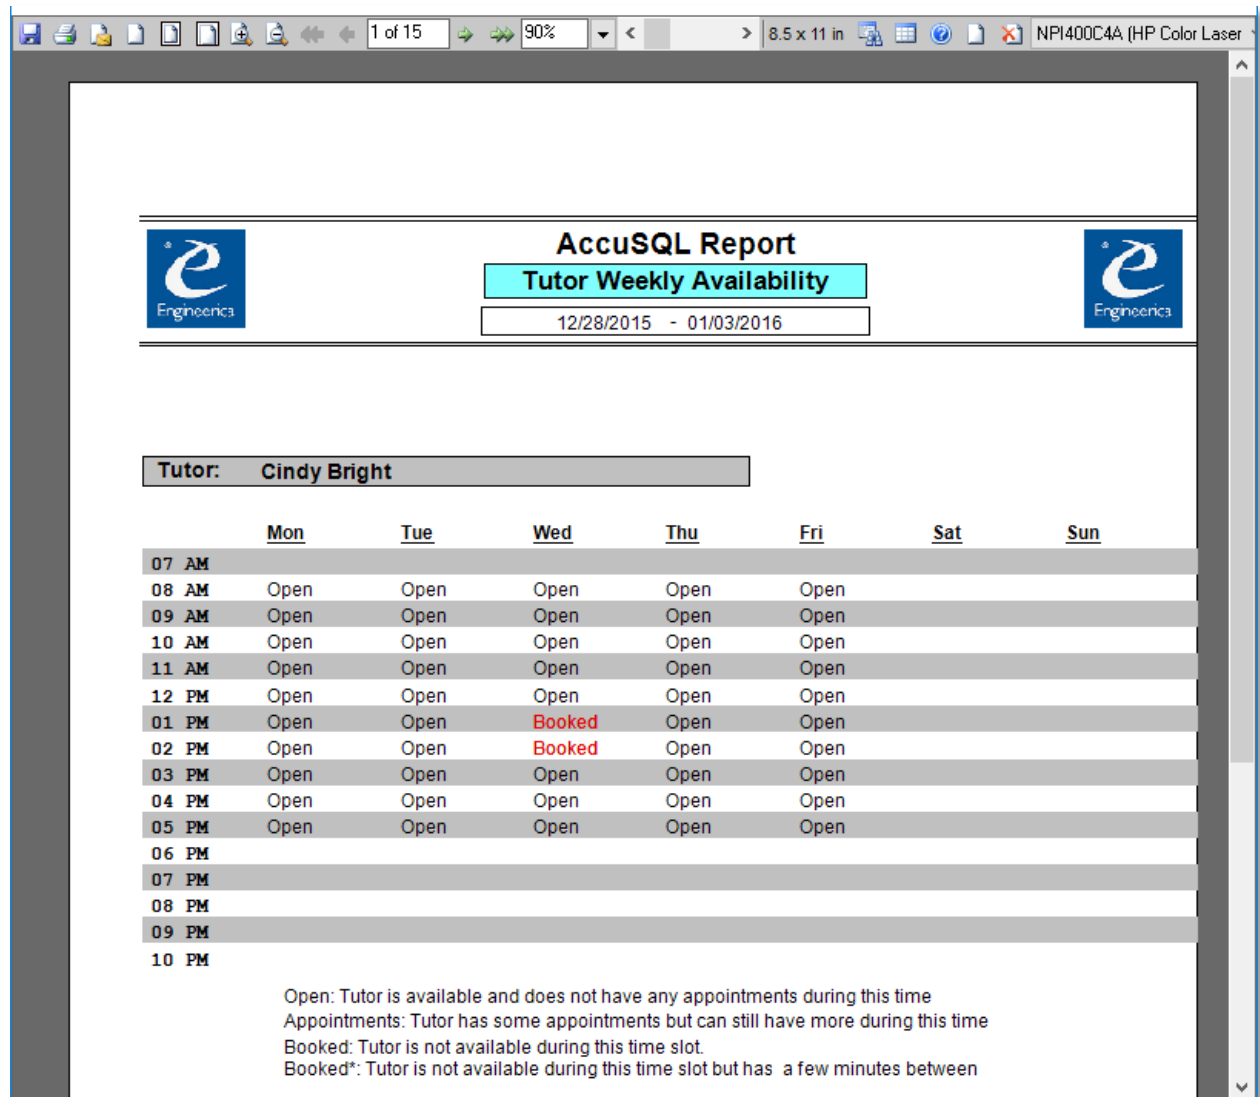 1 of 15 90% 8.5 x 11 in NPI400C4A (HP Color Laser
AccuSQL Report
Tutor Weekly Availability
12/28/2015 - 01/03/2016
Engineerica
Engineerica
Tutor: Cindy Bright
Mon Tue Wed Thu Fri Sat Sun
07 AM
08 AM Open Open Open Open Open
09 AM Open Open Open Open Open
10 AM Open Open Open Open Open
11 AM Open Open Open Open Open
12 PM Open Open Open Open Open
01 PM Open Open Booked Open Open
02 PM Open Open Booked Open Open
03 PM Open Open Open Open Open
04 PM Open Open Open Open Open
05 PM Open Open Open Open Open
06 PM
07 PM
08 PM
09 PM
10 PM
Open: Tutor is available and does not have any appointments during this time
Appointments: Tutor has some appointments but can still have more during this time
Booked: Tutor is not available during this time slot.
Booked*: Tutor is not available during this time slot but has a few minutes between